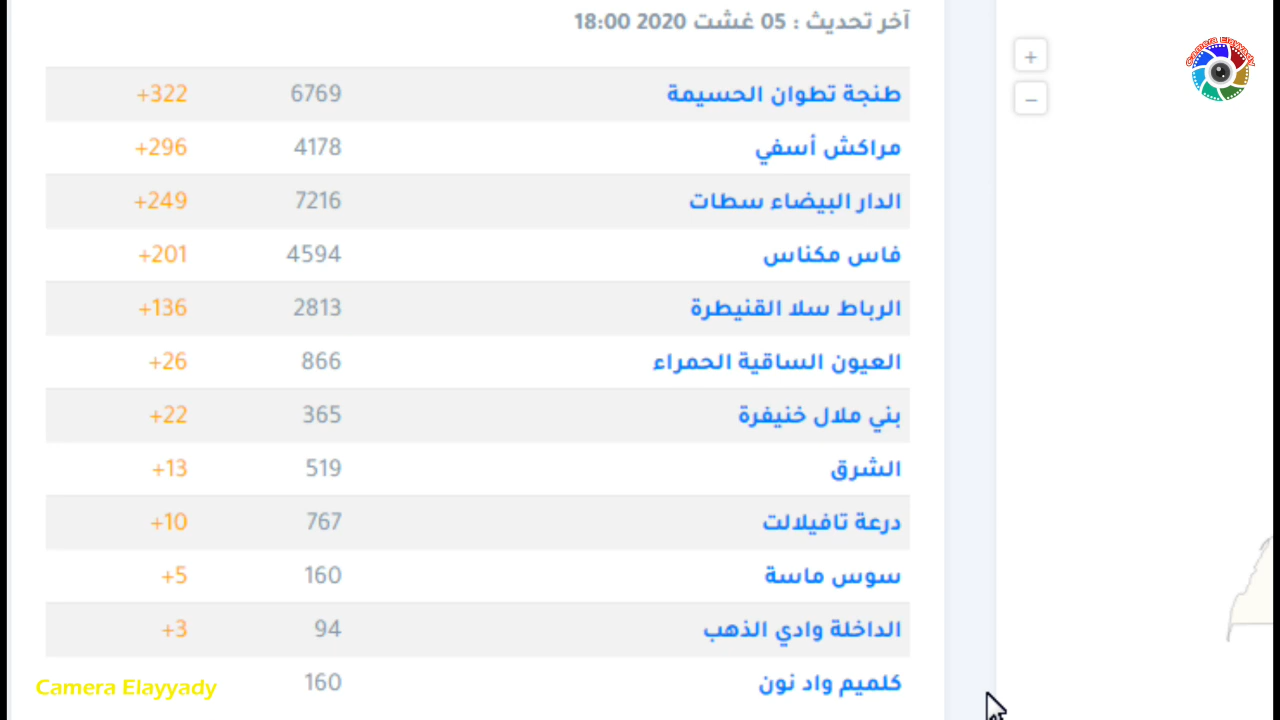 آخر تحديث : 05 غشت 2020 18:00
Camera Elayyady
طنجة تطوان الحسيمة 6769 +322
مراكش أسفي 4178 +296
الدار البيضاء سطات 7216 +249
فاس مكناس 4594 +201
الرباط سلا القنيطرة 2813 +136
العيون الساقية الحمراء 866 +26
بني ملال خنيفرة 365 +22
الشرق 519 +13
درعة تافيلالت 767 +10
سوس ماسة 160 +5
الداخلة وادي الذهب 94 +3
كلميم واد نون 160
Camera Elayyady